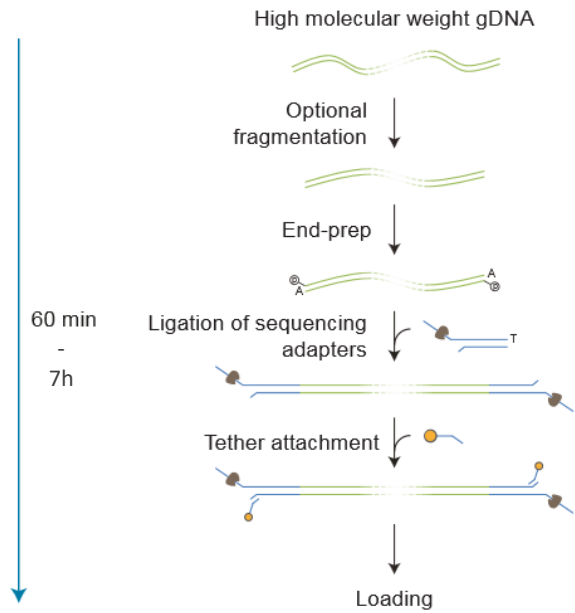 High molecular weight gDNA
Optional
fragmentation
End-prep
P
A
A
P
60 min
-
7h
Ligation of sequencing
adapters
T
Tether attachment
Loading